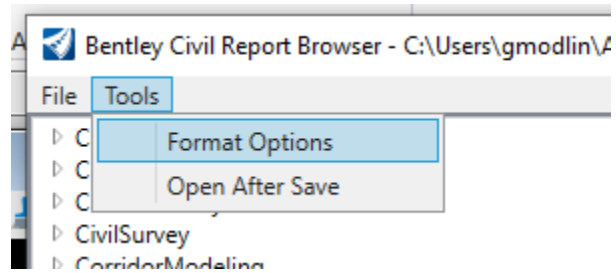 A
Bentley Civil Report Browser - C:\Users\gmodlin\A
File Tools
C
Format Options
C
Open After Save
C
CivilSurvey
CorridorModeling